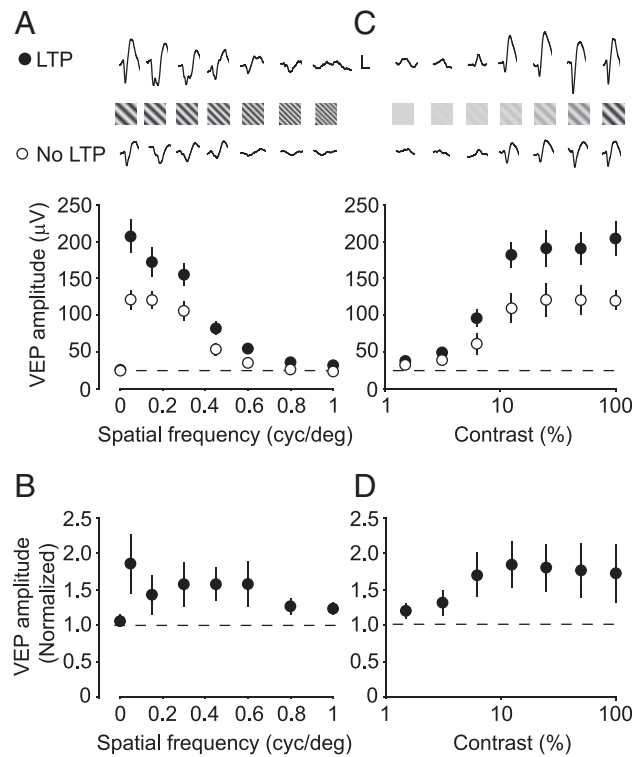 A
C
LTP
No LTP
250
200
150
100
50
0
VEP amplitude (μV)
0 0.2 0.4 0.6 0.8 1
Spatial frequency (cyc/deg)
250
200
150
100
50
0
1 10 100
Contrast (%)
B
2.5
2.0
1.5
1.0
0.5
0
VEP amplitude
(Normalized)
0 0.2 0.4 0.6 0.8 1
Spatial frequency (cyc/deg)
D
2.5
2.0
1.5
1.0
0.5
0
1 10 100
Contrast (%)